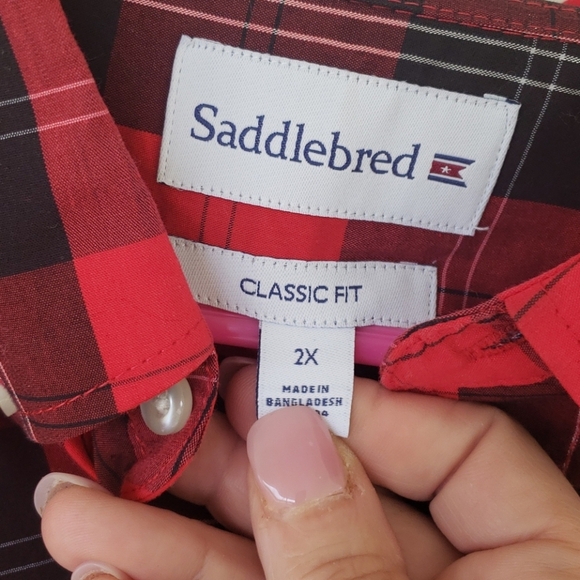 Saddlebred
CLASSIC FIT
2X
MADE IN
BANGLADESH